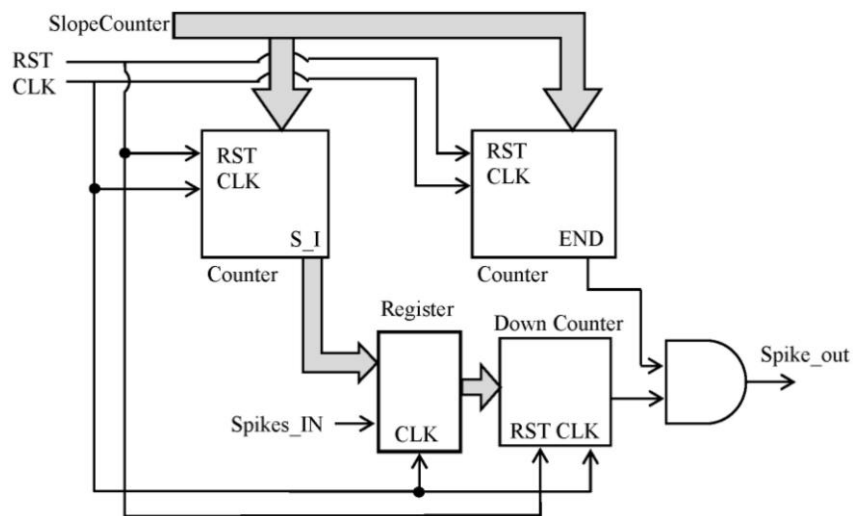 SlopeCounter
RST
CLK
RST
CLK
S_I
Counter
RST
CLK
END
Counter
Register
Down Counter
Spikes_IN
CLK
RST CLK
Spike_out